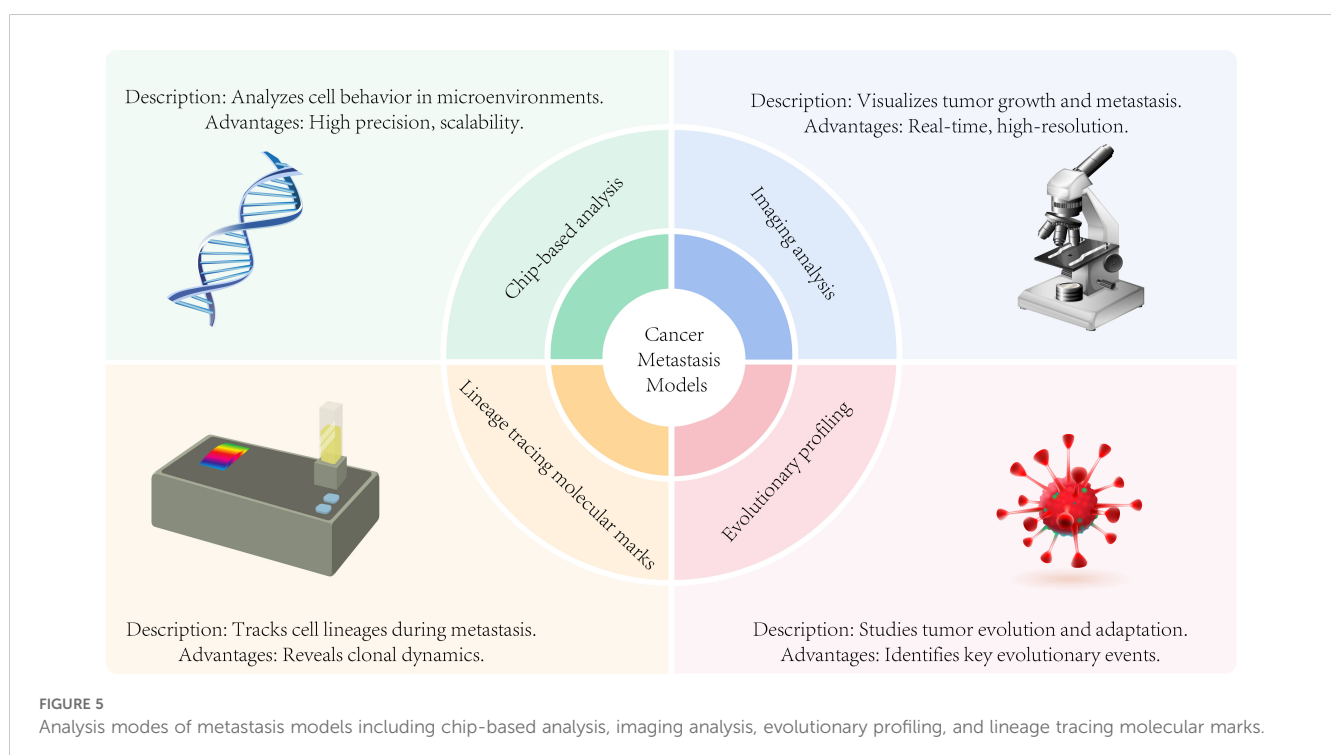 Description: Analyzes cell behavior in microenvironments.
Advantages: High precision, scalability.
Description: Visualizes tumor growth and metastasis.
Advantages: Real-time, high-resolution.
Chip-based analysis
Imaging analysis
Cancer
Metastasis
Models
Lineage tracing molecular marks
Evolutionary profiling
Description: Tracks cell lineages during metastasis.
Advantages: Reveals clonal dynamics.
Description: Studies tumor evolution and adaptation.
Advantages: Identifies key evolutionary events.
FIGURE 5
Analysis modes of metastasis models including chip-based analysis, imaging analysis, evolutionary profiling, and lineage tracing molecular marks.